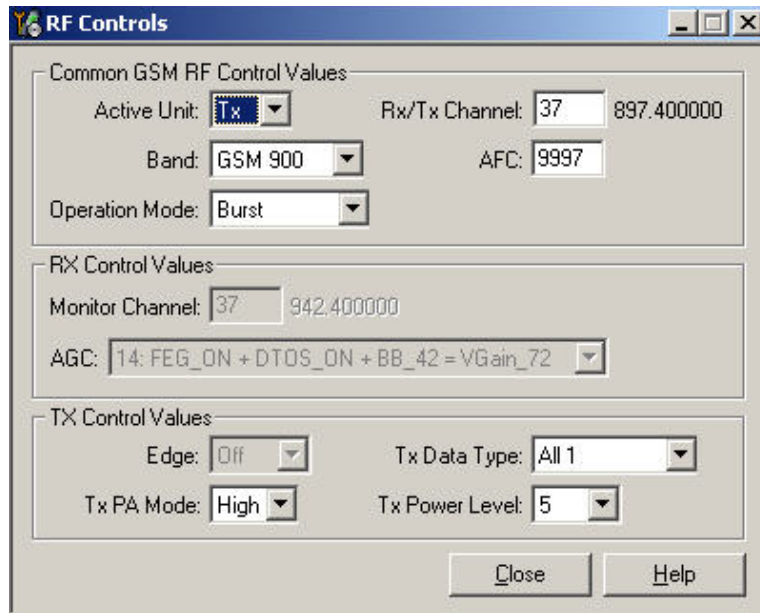 RF Controls
Common GSM RF Control Values
Active Unit: Tx Rx/Tx Channel: 37 897.400000
Band: GSM 900 AFC: 9997
Operation Mode: Burst
RX Control Values
Monitor Channel: 37 942.400000
AGC: 14: FEG_ON + DTOS_ON + BB_42 = VGain_72
TX Control Values
Edge: Off Tx Data Type: All 1
Tx PA Mode: High Tx Power Level: 5
Close Help